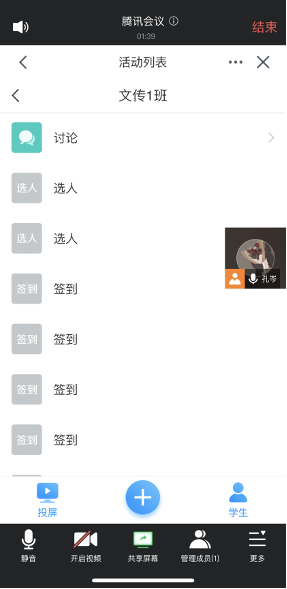 腾讯会议
01:39
结束
活动列表
文传1班
讨论
选人 选人
选人 选人
签到 签到
孔岑
签到 签到
签到 签到
签到 签到
投屏
学生
静音
开启视频
共享屏幕
管理成员(1)
更多